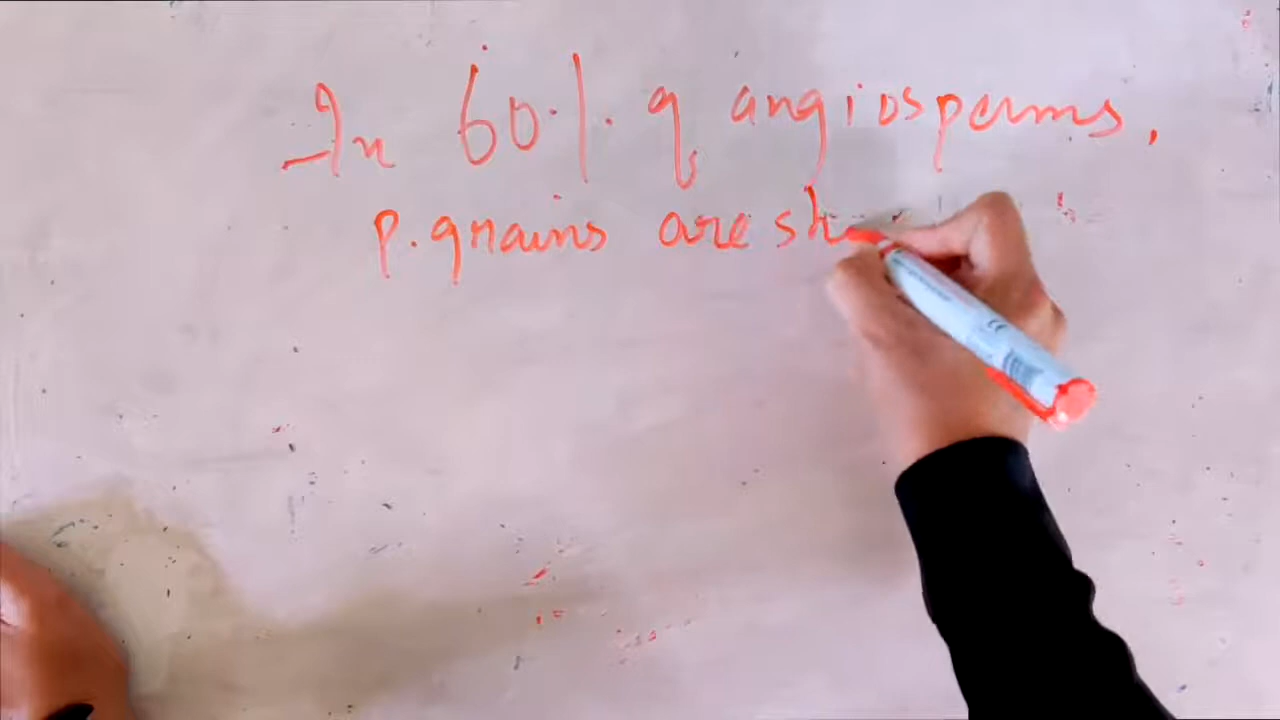 In 60% of angiosperms,
p. grains are